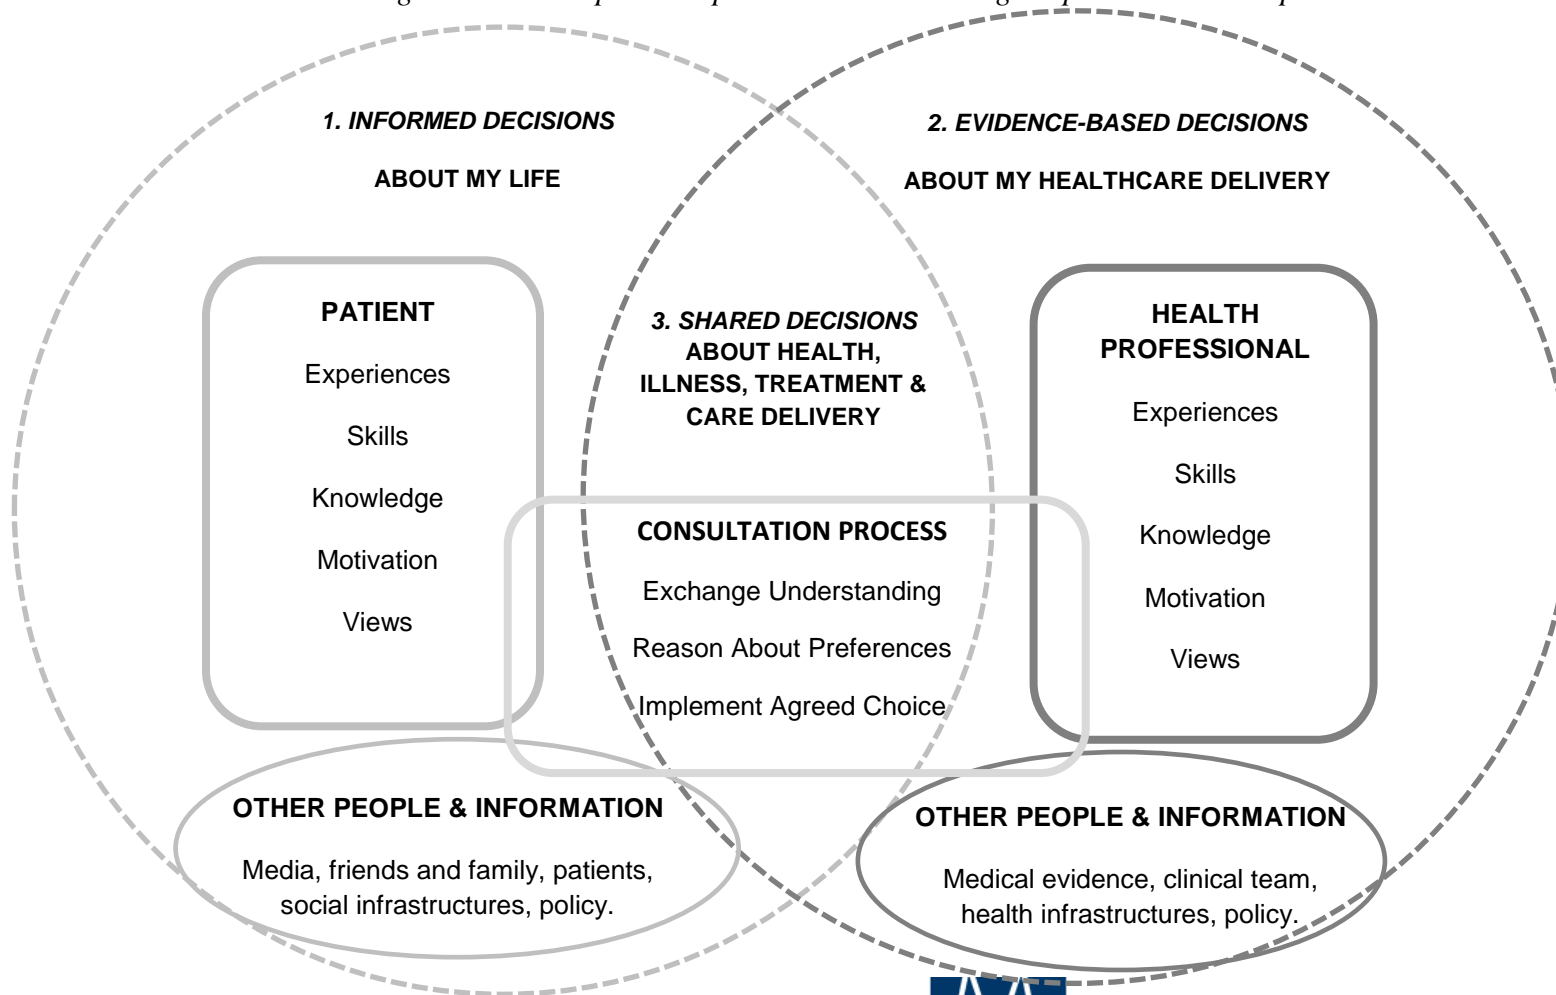 1. INFORMED DECISIONS
ABOUT MY LIFE
2. EVIDENCE-BASED DECISIONS
ABOUT MY HEALTHCARE DELIVERY
PATIENT
Experiences
Skills
Knowledge
Motivation
Views
3. SHARED DECISIONS
ABOUT HEALTH,
ILLNESS, TREATMENT &
CARE DELIVERY
HEALTH
PROFESSIONAL
Experiences
Skills
Knowledge
Motivation
Views
CONSULTATION PROCESS
Exchange Understanding
Reason About Preferences
Implement Agreed Choice
OTHER PEOPLE & INFORMATION
Media, friends and family, patients,
social infrastructures, policy.
OTHER PEOPLE & INFORMATION
Medical evidence, clinical team,
health infrastructures, policy.